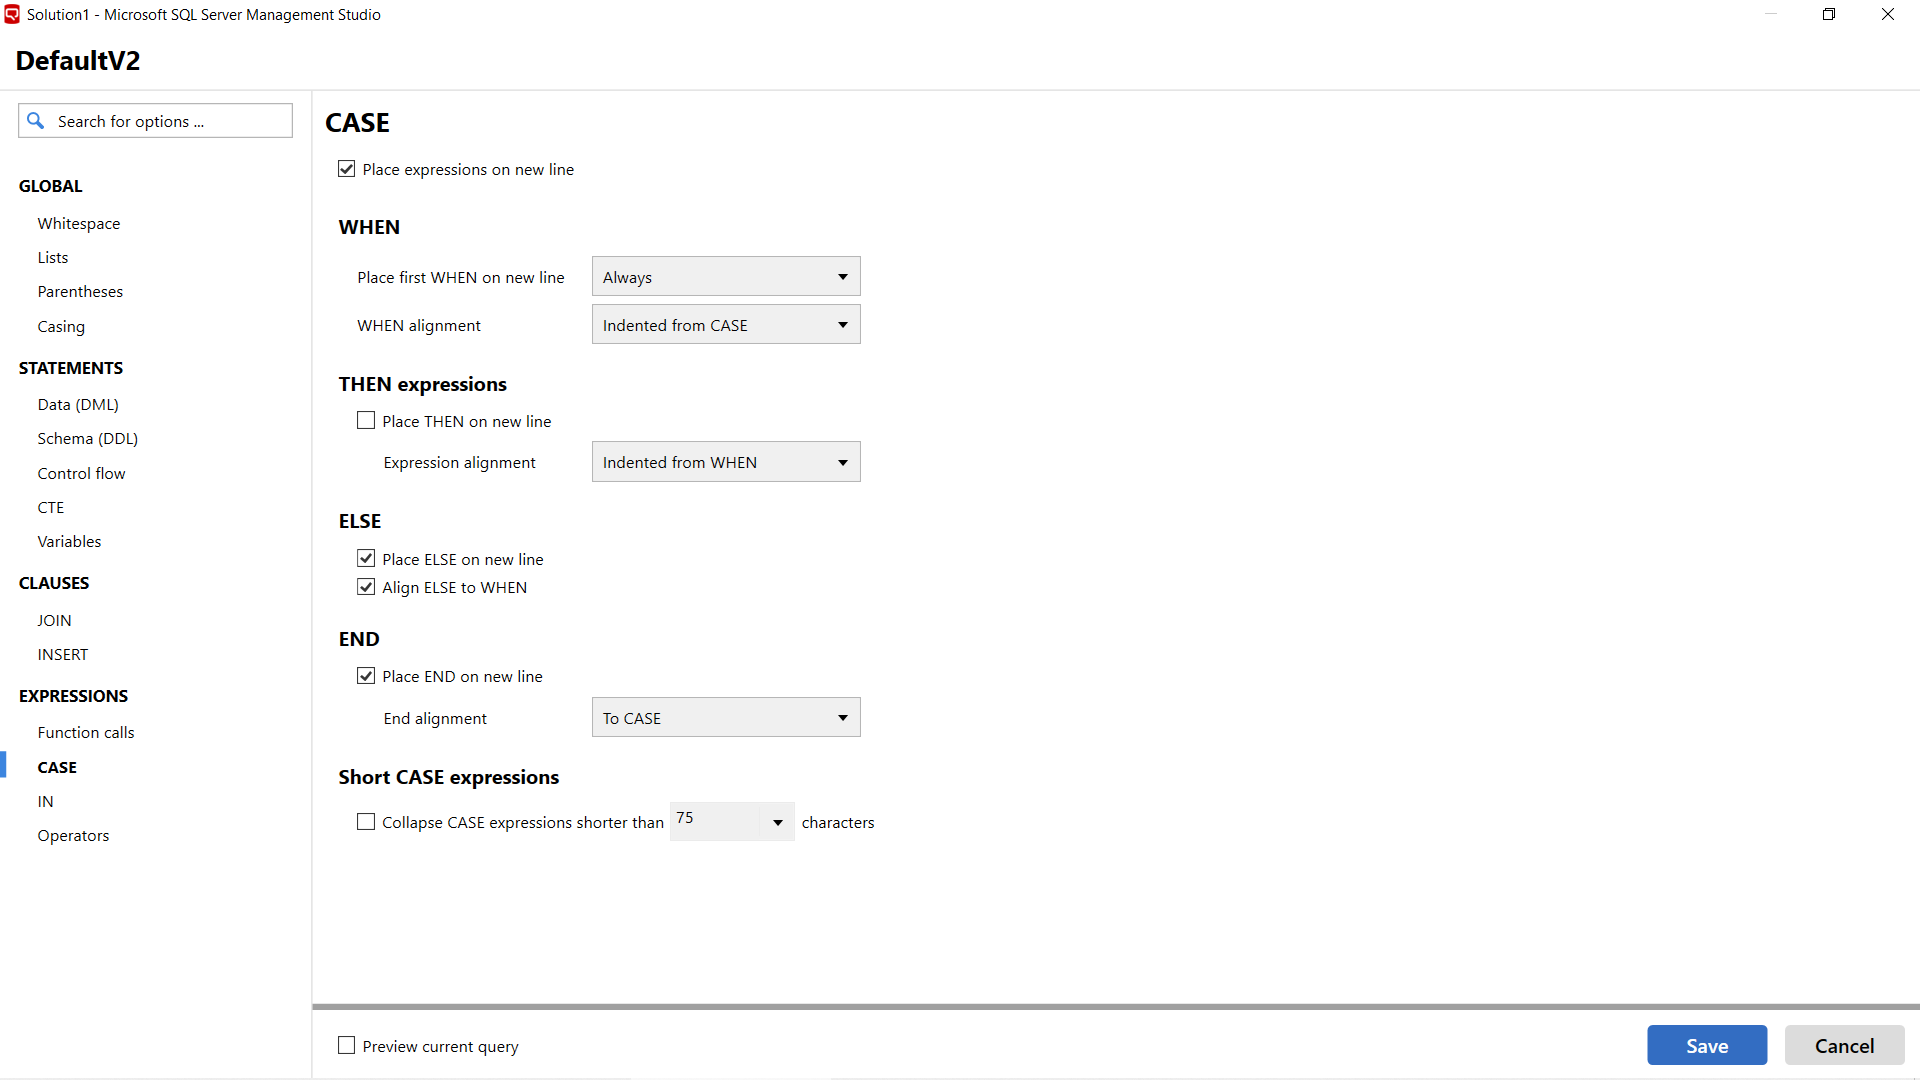 Solution1 - Microsoft SQL Server Management Studio
DefaultV2
Search for options ...
GLOBAL
Whitespace
Lists
Parentheses
Casing
STATEMENTS
Data (DML)
Schema (DDL)
Control flow
CTE
Variables
CLAUSES
JOIN
INSERT
EXPRESSIONS
Function calls
CASE
IN
Operators
CASE
Place expressions on new line
WHEN
Place first WHEN on new line Always
WHEN alignment Indented from CASE
THEN expressions
Place THEN on new line
Expression alignment Indented from WHEN
ELSE
Place ELSE on new line
Align ELSE to WHEN
END
Place END on new line
End alignment To CASE
Short CASE expressions
Collapse CASE expressions shorter than 75 characters
Preview current query
Save Cancel